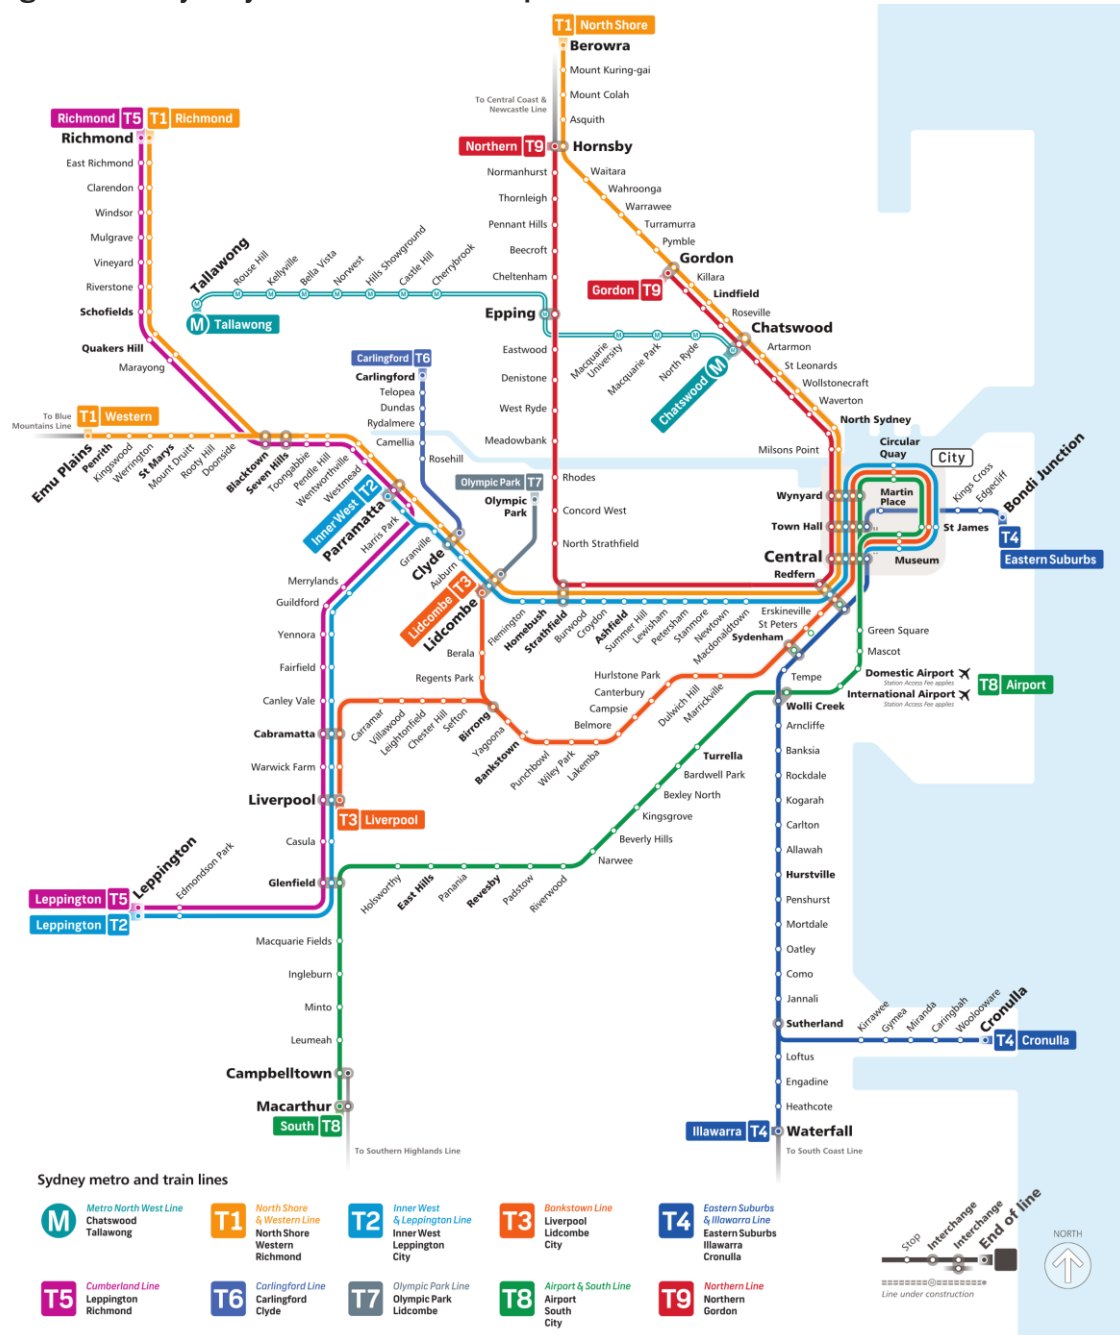 T1 North Shore
Berowra
Mount Kuring-gai
Mount Colah
To Central Coast &
Newcastle Line
Asquith
Richmond T5
T1 Richmond
Richmond
Northern T9
Hornsby
East Richmond
Clarendon
Windsor
Mulgrave
Vineyard
Riverstone
Schofields
Quakers Hill
Marayong
Normanhurst
Thornleigh
Pennant Hills
Beecroft
Cheltenham
Waitara
Wahroonga
Warrawee
Turramurra
Pymble
Gordon
Gordon T9
Killara
Lindfield
Roseville
Chatswood
Artarmon
St Leonards
Wollstonecraft
Waverton
North Sydney
Milsons Point
Tallawong
Rouse Hill
Kellyville
Bella Vista
Norwest
Hills Showground
Castle Hill
Cherrybrook
M Tallawong
Epping
Macquarie
University
Macquarie Park
North Ryde
Chatswood M
Eastwood
Denistone
West Ryde
Meadowbank
Rhodes
Concord West
North Strathfield
Carlingford T6
Carlingford
Telopea
Dundas
Rydalmere
Camellia
Rosehill
Olympic Park T7
Olympic
Park
To Blue
Mountains Line
T1 Western
Emu Plains
Penrith
Kingswood
Werrington
St Marys
Mount Druitt
Rooty Hill
Doonside
Blacktown
Seven Hills
Toongabbie
Pendle Hill
Wentworthville
Westmead
Inner West T2
Parramatta
Harris Park
Granville
Clyde
Auburn
Lidcombe T3
Lidcombe
Flemington
Homebush
Strathfield
Burwood
Croydon
Ashfield
Summer Hill
Lewisham
Petersham
Stanmore
Newtown
Macdonaldtown
Circular
Quay
City
Wynyard
Martin
Place
Town Hall
St James
Central
Museum
Redfern
Kings Cross
Edgecliff
Bondi Junction
T4
Eastern Suburbs
Erskineville
St Peters
Sydenham
Green Square
Mascot
Domestic Airport
Station Access Fee applies
International Airport
Station Access Fee applies
T8 Airport
Tempe
Wolli Creek
Merrylands
Guildford
Yennora
Fairfield
Canley Vale
Cabramatta
Warwick Farm
Liverpool
Casula
Glenfield
Berala
Regents Park
Carramar
Villawood
Leightonfield
Chester Hill
Sefton
Birrong
Yagoona
Bankstown
Punchbowl
Wiley Park
Lakemba
Belmore
Campsie
Canterbury
Hurlstone Park
Dulwich Hill
Marrickville
T3 Liverpool
Turrella
Bardwell Park
Bexley North
Kingsgrove
Beverly Hills
Narwee
Riverwood
Padstow
Revesby
Panania
East Hills
Holsworthy
Leppington
Edmondson Park
Leppington T5
Leppington T2
Arncliffe
Banksia
Rockdale
Kogarah
Carlton
Allawah
Hurstville
Penshurst
Mortdale
Oatley
Como
Jannali
Sutherland
Kirrawee
Gymea
Miranda
Caringbah
Woolooware
Cronulla
T4 Cronulla
Loftus
Engadine
Heathcote
Illawarra T4
Waterfall
To South Coast Line
Macquarie Fields
Ingleburn
Minto
Leumeah
Campbelltown
Macarthur
South T8
To Southern Highlands Line
Sydney metro and train lines
M
Metro North West Line
Chatswood
Tallawong
T1
North Shore
& Western Line
North Shore
Western
Richmond
T2
Inner West
& Leppington Line
Inner West
Leppington
City
T3
Bankstown Line
Liverpool
Lidcombe
City
T4
Eastern Suburbs
& Illawarra Line
Eastern Suburbs
Illawarra
Cronulla
T5
Cumberland Line
Leppington
Richmond
T6
Carlingford Line
Carlingford
Clyde
T7
Olympic Park Line
Olympic Park
Lidcombe
T8
Airport & South Line
Airport
South
City
T9
Northern Line
Northern
Gordon
Stop
Interchange
Interchange
End of line
Line under construction
NORTH